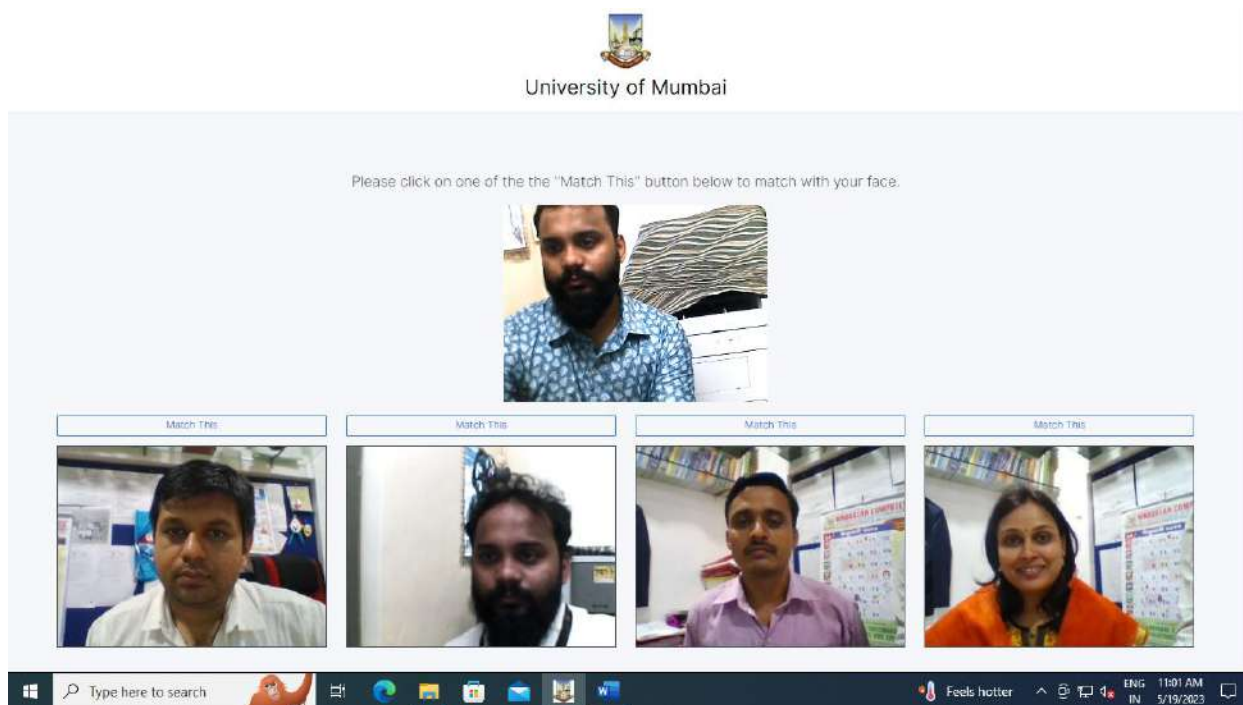 University of Mumbai
Please click on one of the the "Match This" button below to match with your face.
Match This
Match This
Match This
Match This
HINDUSTAN COMPUT
Type here to search
Feels hotter
ENG
IN
11:01 AM
5/19/2023